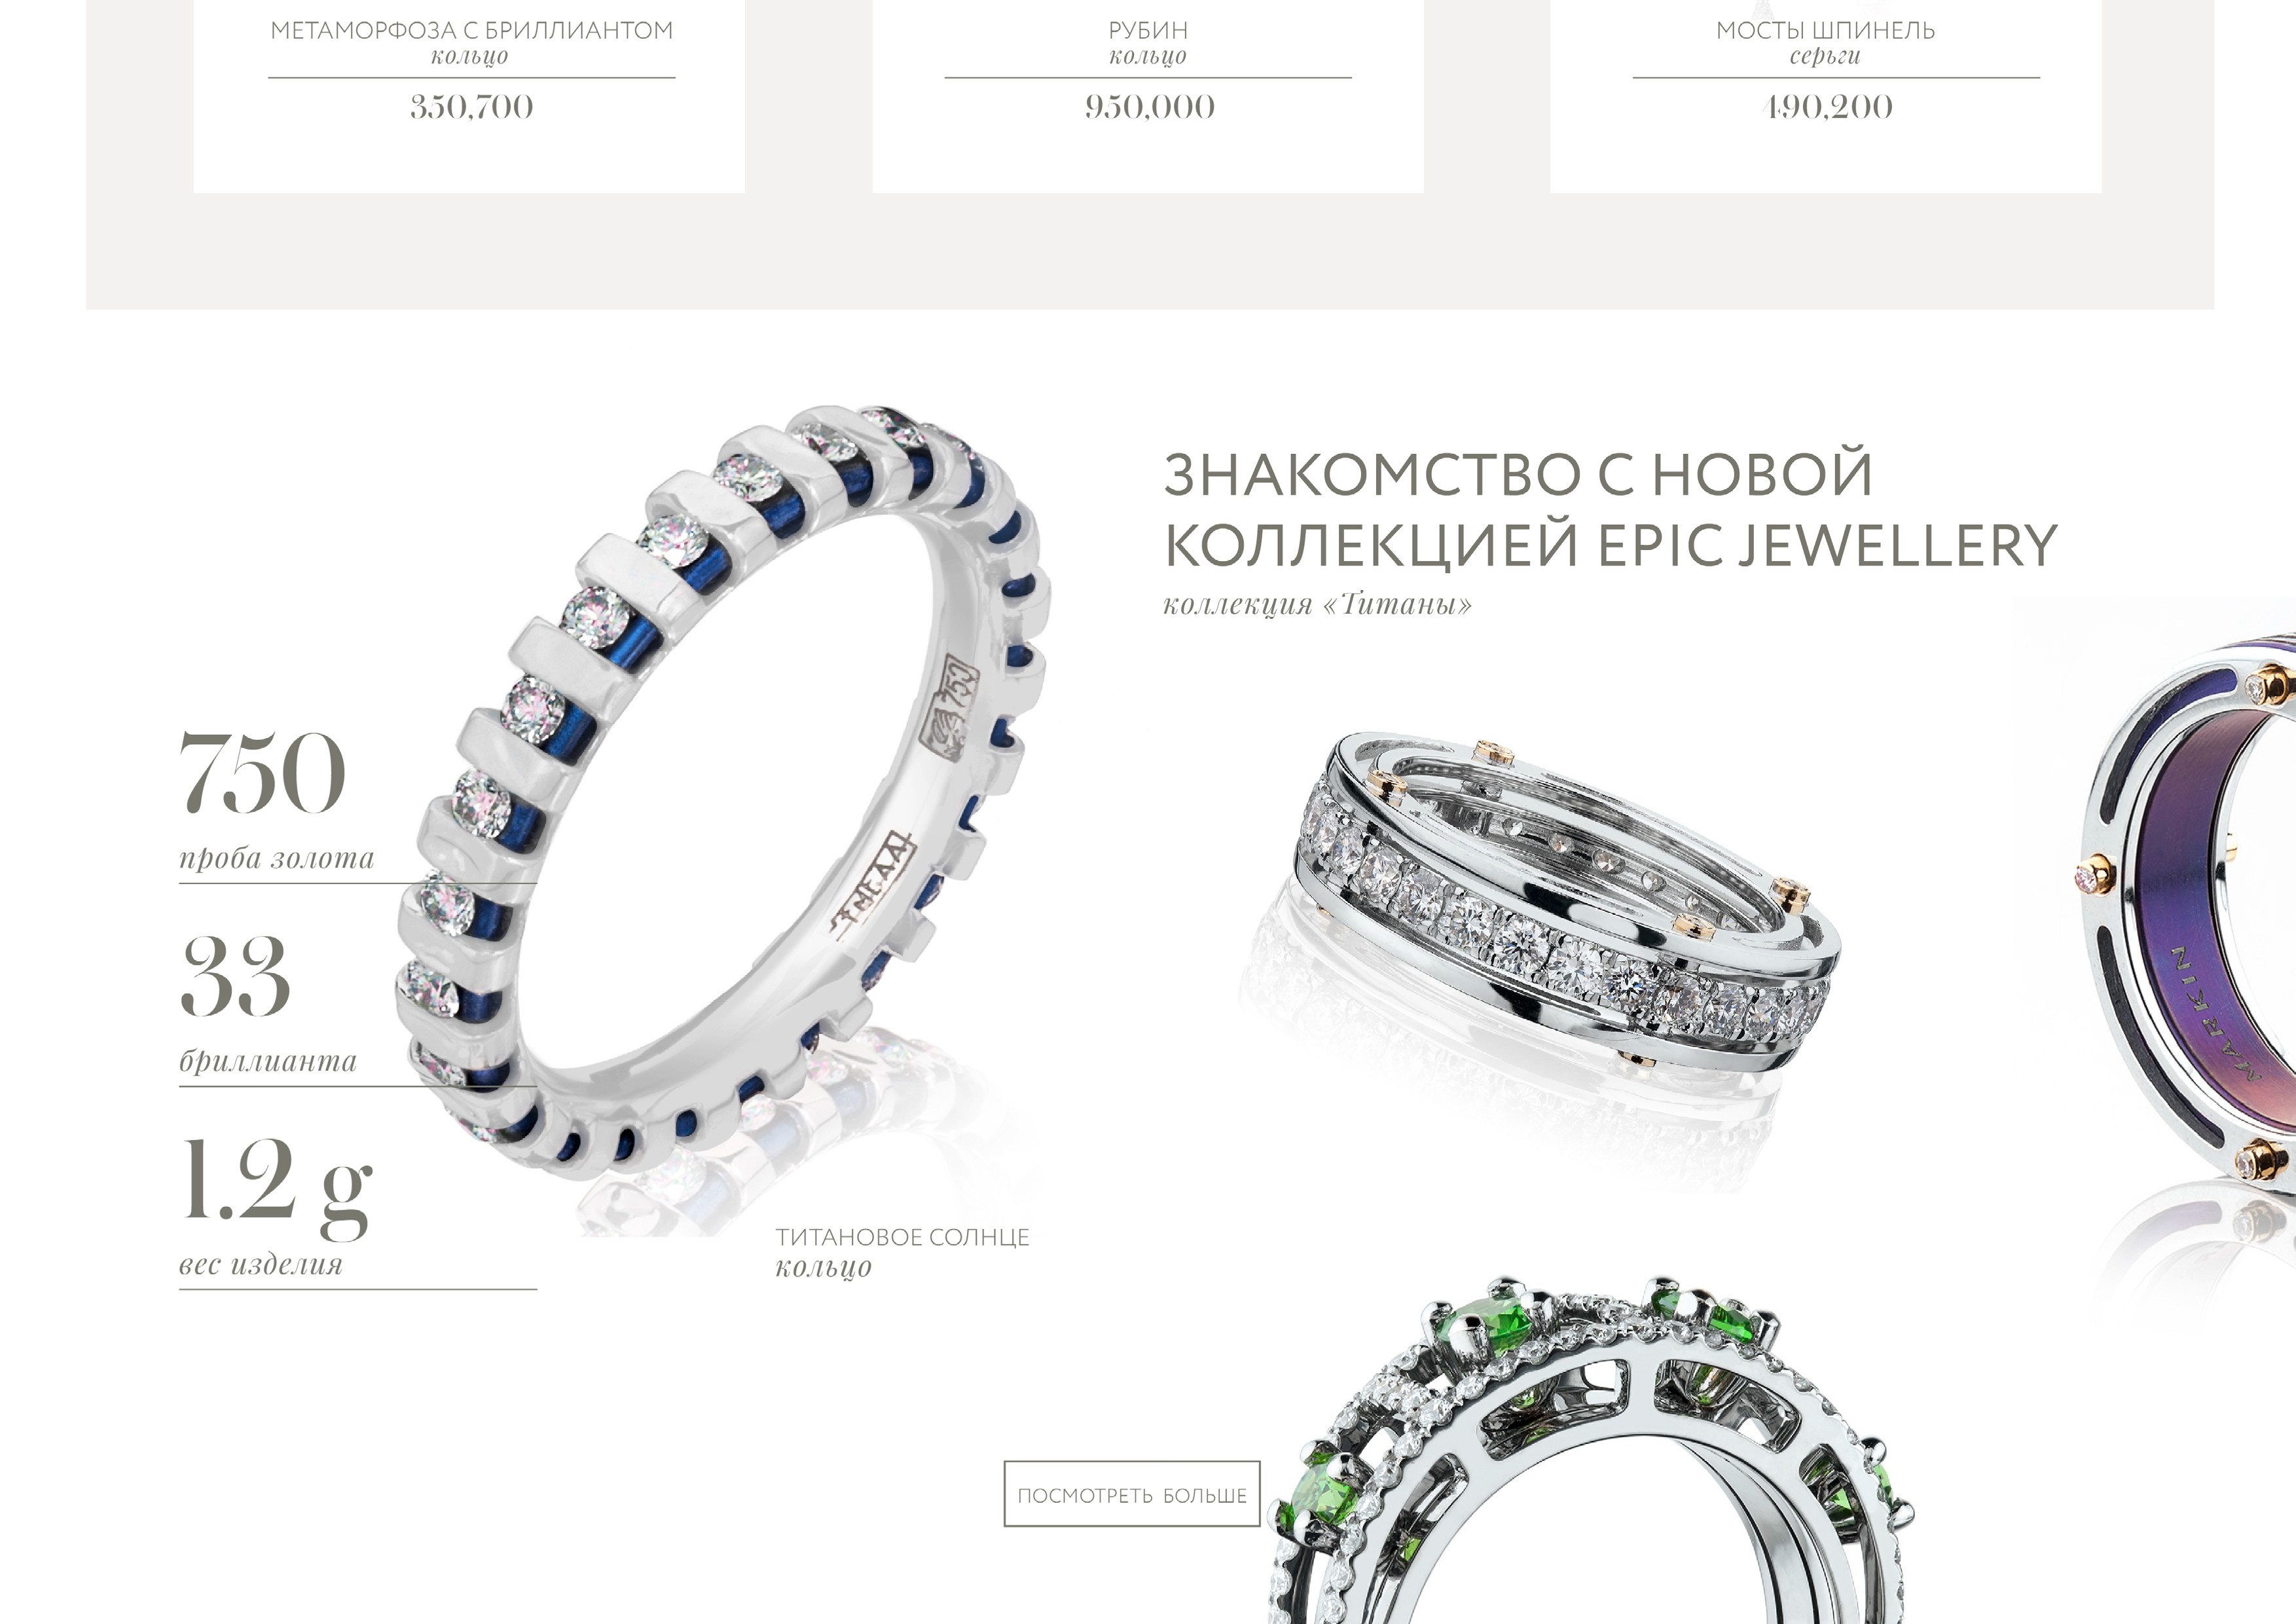 МЕТАМОРФОЗА С БРИЛЛИАНТОМ
кольцо
350,700
РУБИН
кольцо
950,000
МОСТЫ ШПИНЕЛЬ
серьги
490,200
ЗНАКОМСТВО С НОВОЙ
КОЛЛЕКЦИЕЙ EPIC JEWELLERY
коллекция «Титаны»
750
проба золота
33
бриллианта
1.2 g
вес изделия
750
MARKIN
ТИТАНОВОЕ СОЛНЦЕ
кольцо
ПОСМОТРЕТЬ БОЛЬШЕ